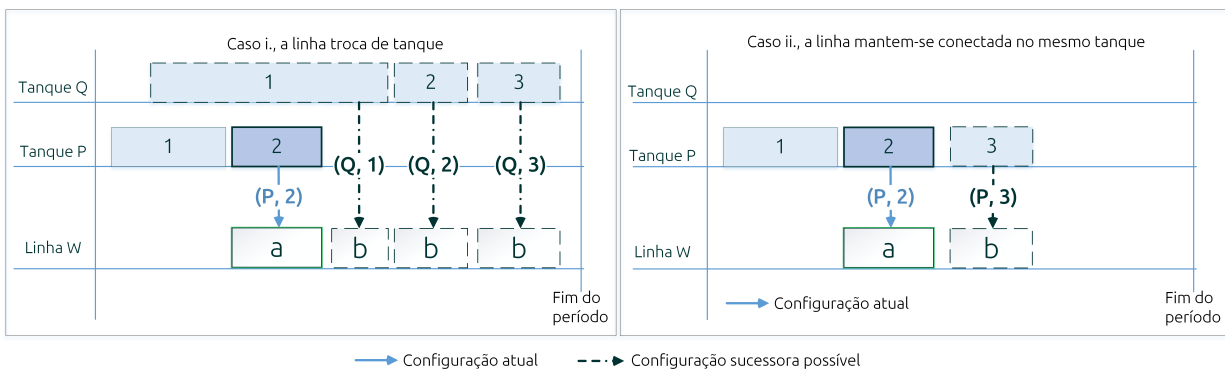 Caso i., a linha troca de tanque
Tanque Q
1
2
3
Tanque P
1
2
(P, 2)
(Q, 1)
(Q, 2)
(Q, 3)
Linha W
a
b
b
b
Fim do
período
Caso ii., a linha mantem-se conectada no mesmo tanque
Tanque Q
Tanque P
1
2
3
(P, 2)
(P, 3)
Linha W
a
b
Configuração atual
Fim do
período
Configuração atual
Configuração sucessora possível